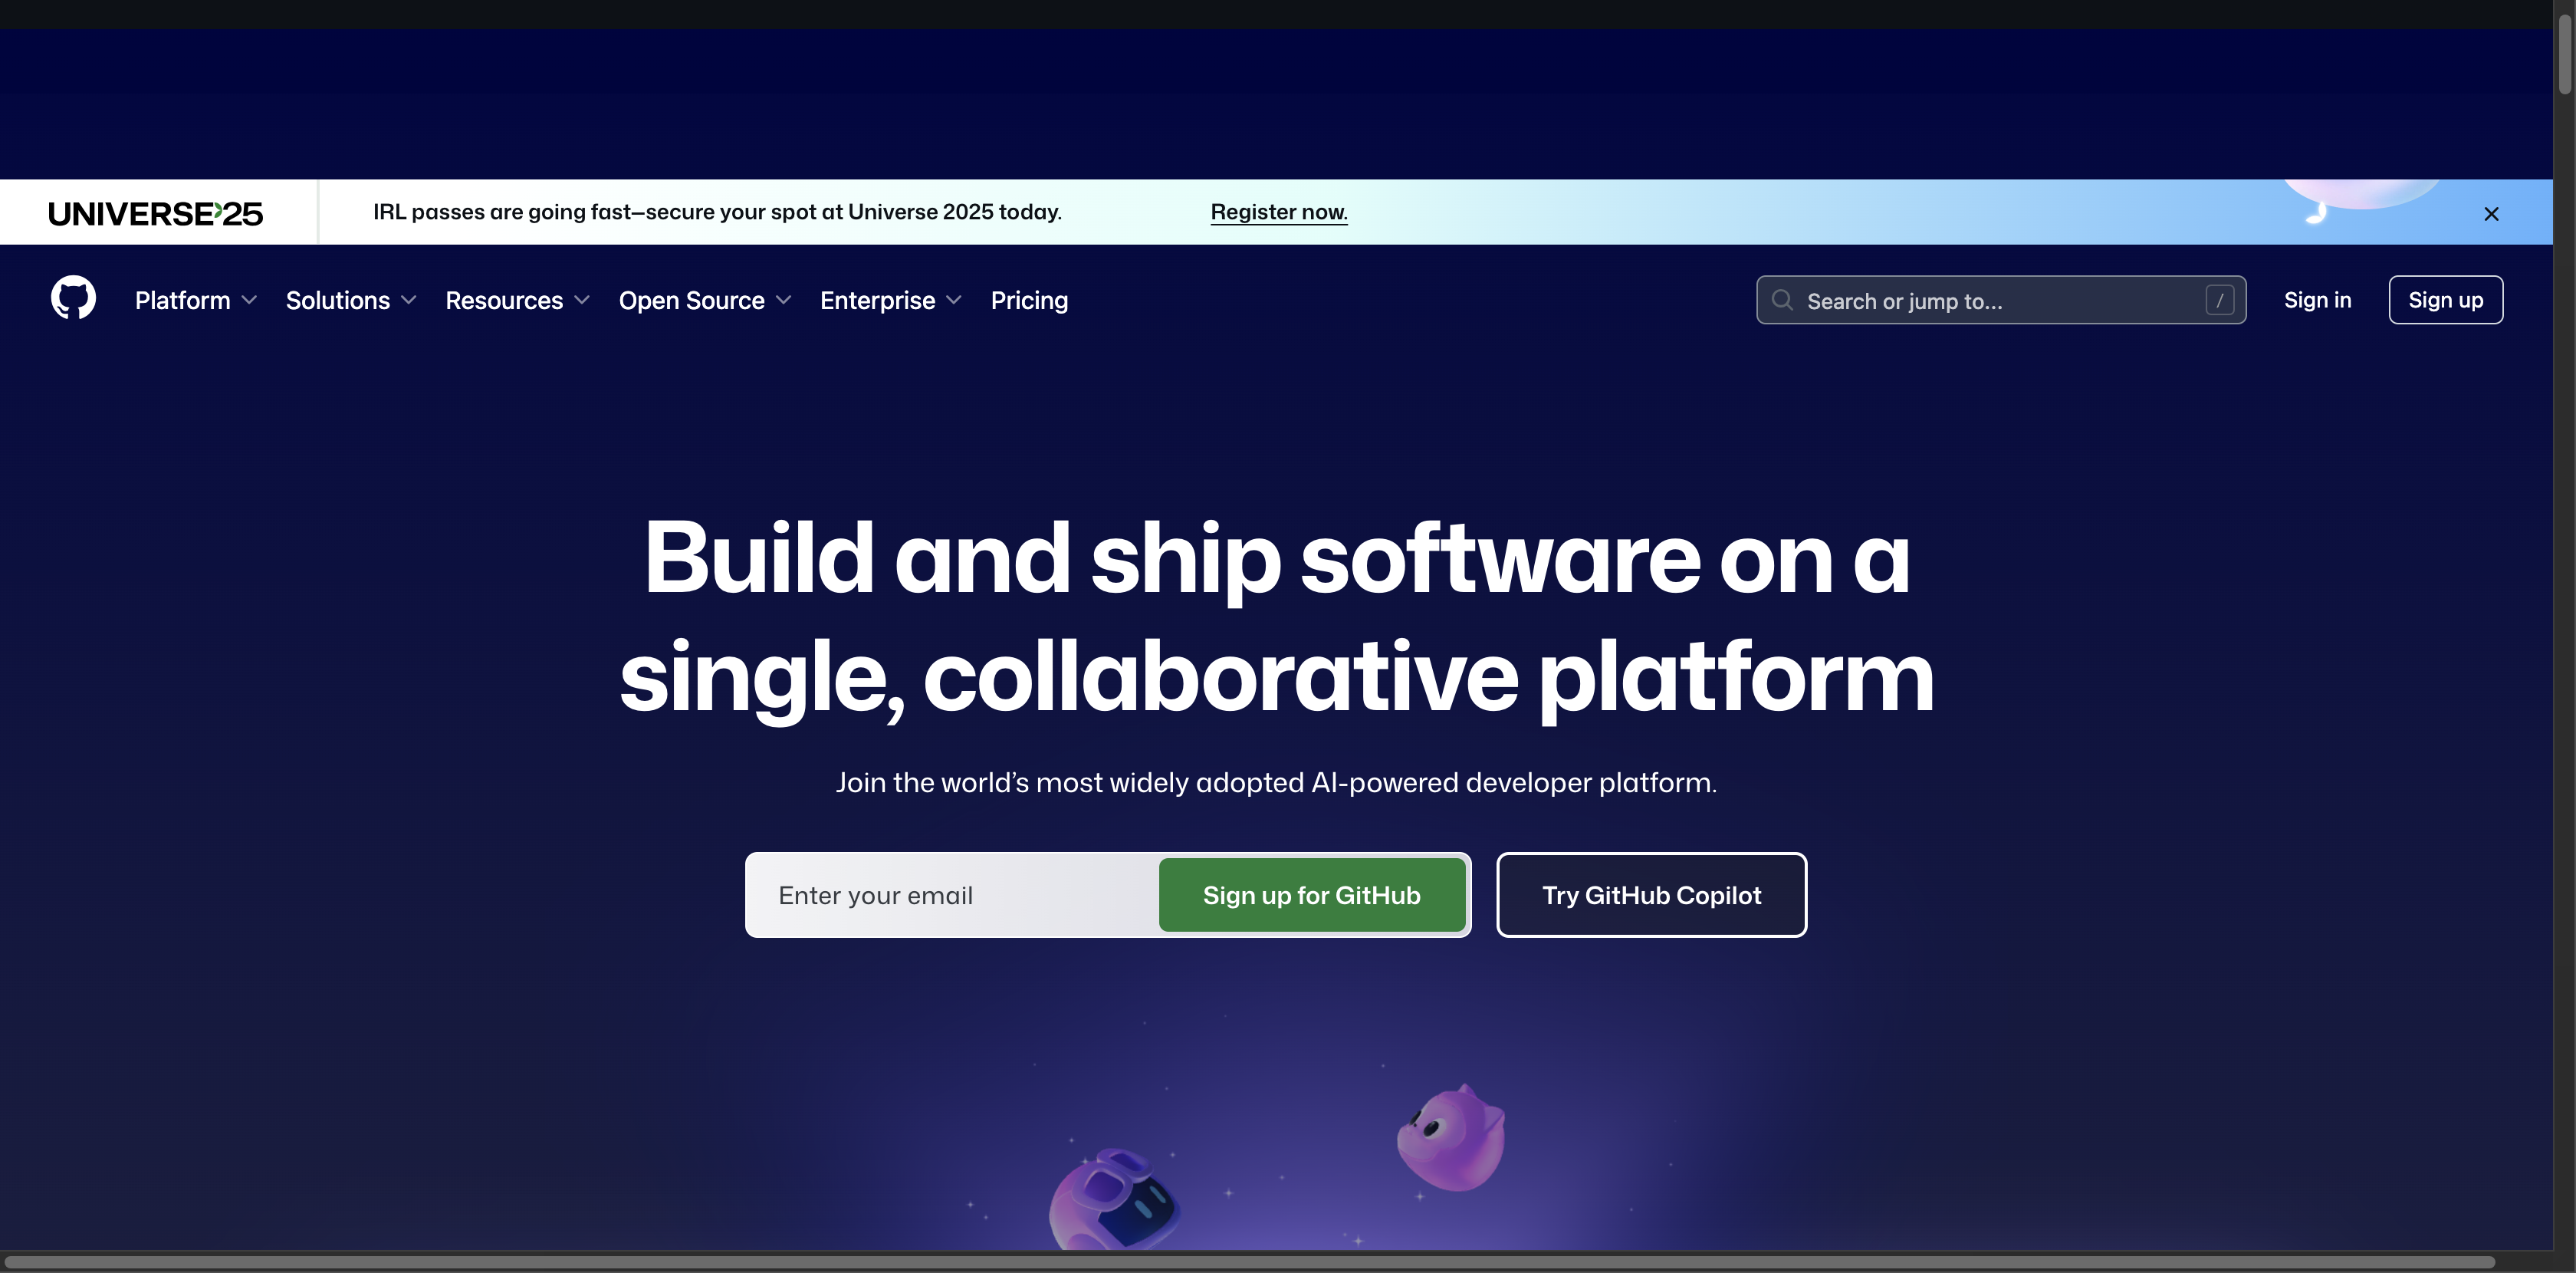 UNIVERSE'25
IRL passes are going fast—secure your spot at Universe 2025 today. Register now.
Platform Solutions Resources Open Source Enterprise Pricing Search or jump to... / Sign in Sign up
Build and ship software on a
single, collaborative platform
Join the world’s most widely adopted AI-powered developer platform.
Enter your email Sign up for GitHub Try GitHub Copilot